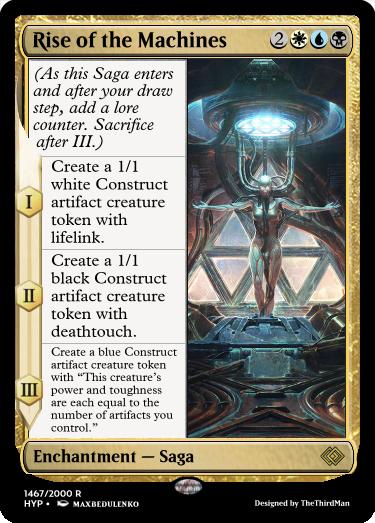 Rise of the Machines 2
(As this Saga enters
and after your draw
step, add a lore
counter. Sacrifice
after III.)
I
Create a 1/1
white Construct
artifact creature
token with
lifelink.
II
Create a 1/1
black Construct
artifact creature
token with
deathtouch.
III
Create a blue Construct
artifact creature token
with “This creature’s
power and toughness
are each equal to the
number of artifacts you
control.”
Enchantment — Saga
1467/2000 R
HYP • MAXBEDULENKO
Designed by TheThirdMan